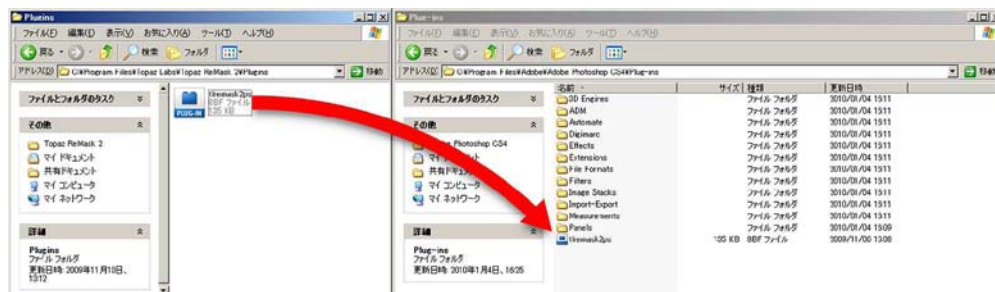 Plugins
ファイル(F) 編集(E) 表示(V) お気に入り(A) ツール(T) ヘルプ(H)
戻る 検索 フォルダ
アドレス(D) C:¥Program Files¥Topaz Labs¥Topaz ReMask 2¥Plugins 移動
ファイルとフォルダのタスク
その他
Topaz ReMask 2
マイ ドキュメント
共有ドキュメント
マイ コンピュータ
マイ ネットワーク
詳細
Plugins
ファイル フォルダ
更新日時: 2009年11月10日、
13:12
PLUG-IN
tlremask2ps
8BF ファイル
Plug-ins
ファイル(F) 編集(E) 表示(V) お気に入り(A) ツール(T) ヘルプ(H)
戻る 検索 フォルダ
アドレス(D) C:¥Program Files¥Adobe¥Adobe Photoshop CS4¥Plug-ins 移動
ファイルとフォルダのタスク
その他
Photoshop CS4
マイ
共有ドキュメント
マイ コンピュータ
マイ ネットワーク
詳細
Plug-ins
ファイル フォルダ
更新日時: 2010年1月4日、16:25
名前 サイズ 種類 更新日時
3D Engines ファイル フォルダ 2010/01/04 15:11
ADM ファイル フォルダ 2010/01/04 15:11
Automate ファイル フォルダ 2010/01/04 15:11
Digimarc ファイル フォルダ 2010/01/04 15:11
Effects ファイル フォルダ 2010/01/04 15:11
Extensions ファイル フォルダ 2010/01/04 15:11
File Formats ファイル フォルダ 2010/01/04 15:11
Filters ファイル フォルダ 2010/01/04 15:11
Image Stacks ファイル フォルダ 2010/01/04 15:11
Import-Export ファイル フォルダ 2010/01/04 15:11
Measurements ファイル フォルダ 2010/01/04 15:11
Panels ファイル フォルダ 2010/01/04 15:09
tlremask2ps KB 8BF ファイル 2009/11/06